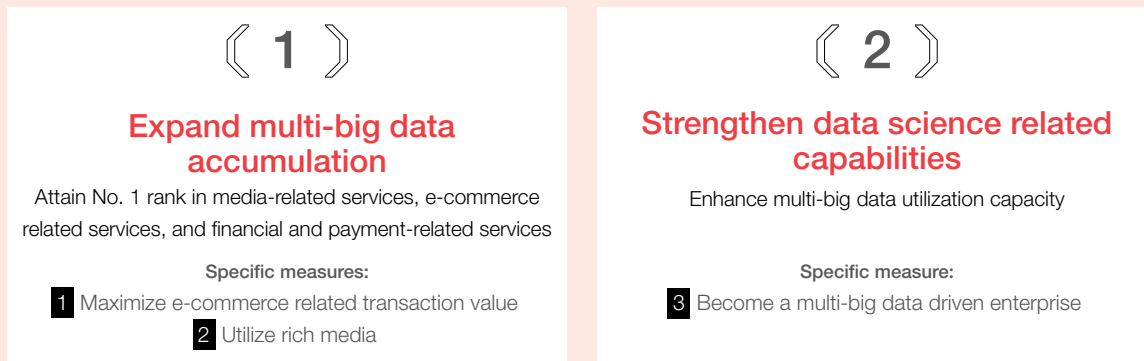 1
Expand multi-big data
accumulation
Attain No. 1 rank in media-related services, e-commerce
related services, and financial and payment-related services
Specific measures:
1 Maximize e-commerce related transaction value
2 Utilize rich media
2
Strengthen data science related
capabilities
Enhance multi-big data utilization capacity
Specific measure:
3 Become a multi-big data driven enterprise